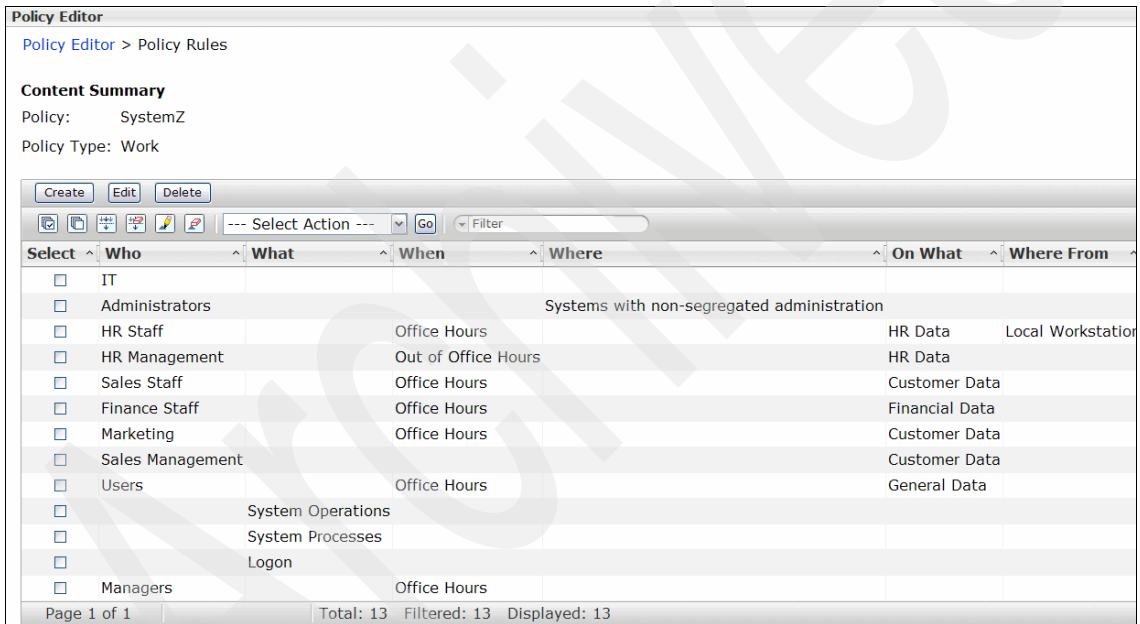 Policy Editor
Policy Editor > Policy Rules
Content Summary
Policy: SystemZ
Policy Type: Work
Create Edit Delete
--- Select Action --- Go Filter
Select Who What When Where On What Where From
IT
Administrators Systems with non-segregated administration
HR Staff Office Hours HR Data Local Workstation
HR Management Out of Office Hours HR Data
Sales Staff Office Hours Customer Data
Finance Staff Office Hours Financial Data
Marketing Office Hours Customer Data
Sales Management Customer Data
Users Office Hours General Data
System Operations
System Processes
Logon
Managers Office Hours
Page 1 of 1 Total: 13 Filtered: 13 Displayed: 13